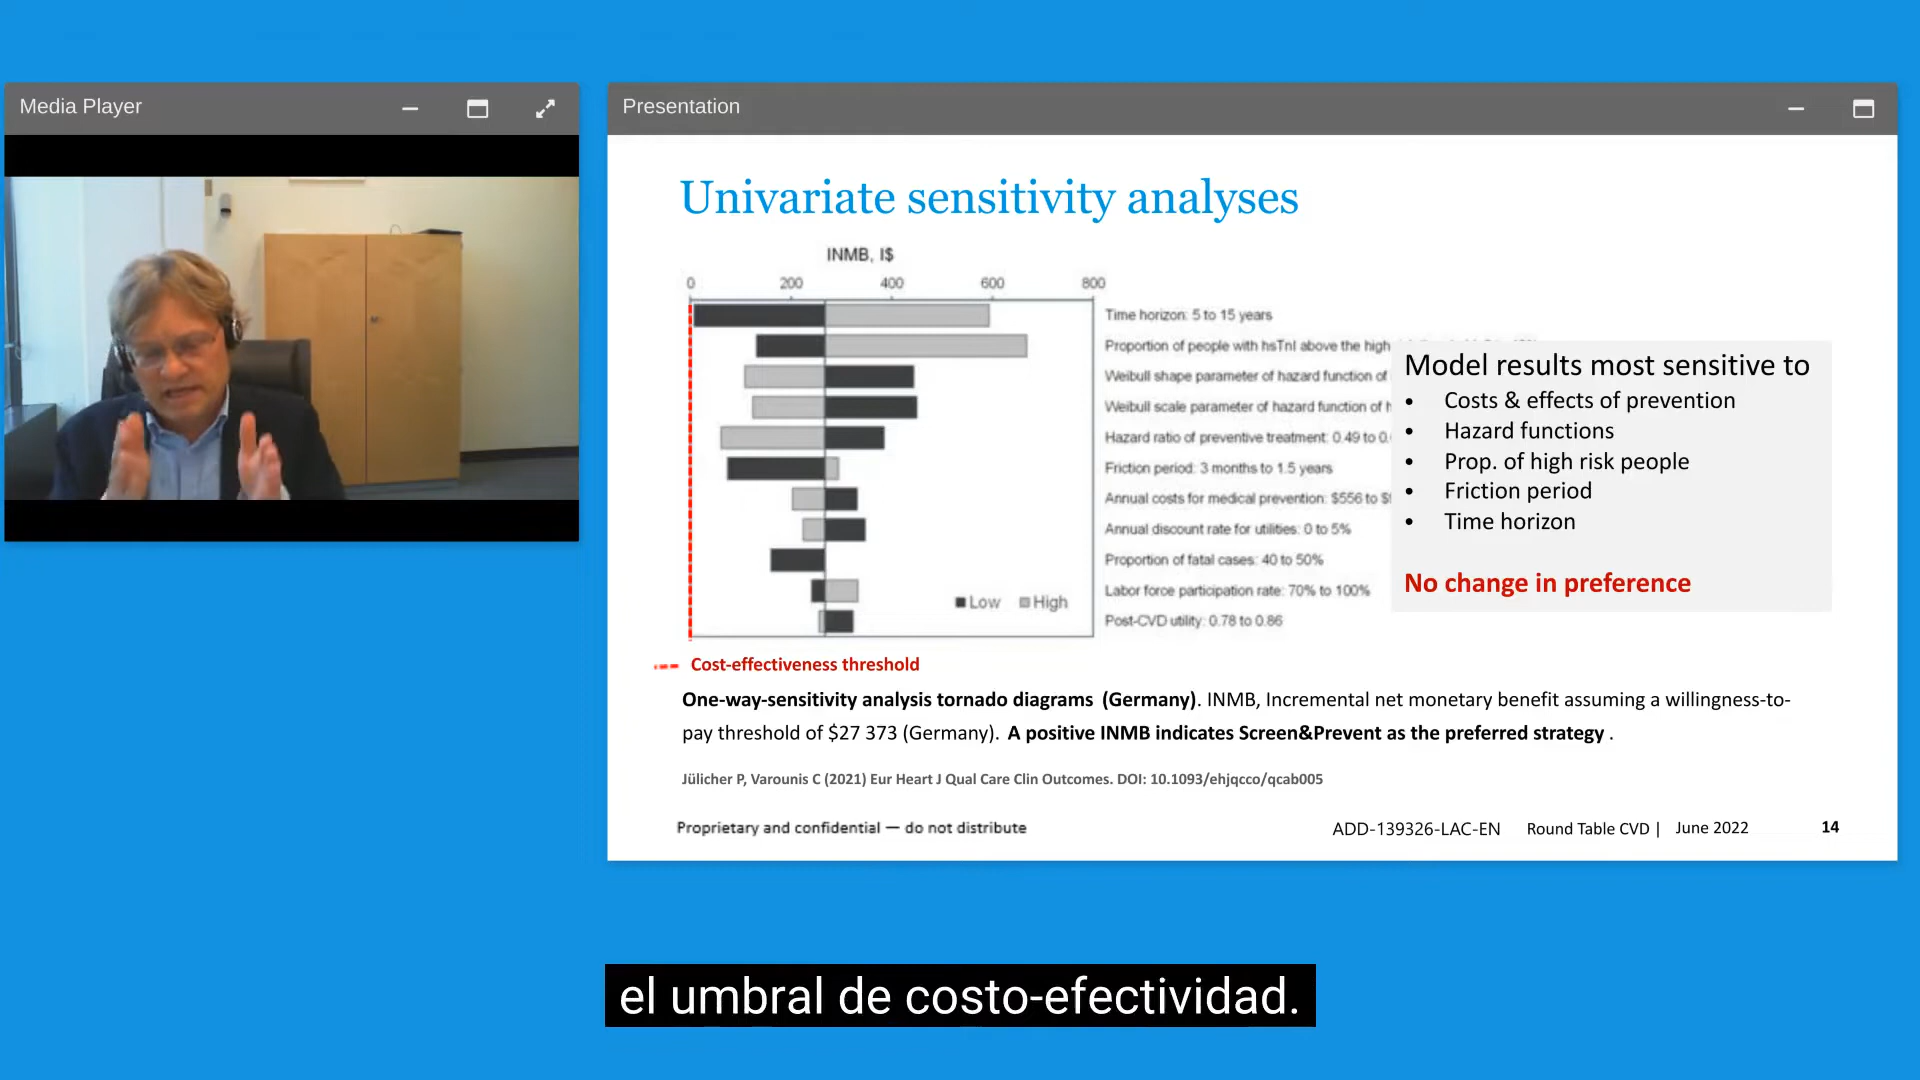 Media Player
Presentation
Univariate sensitivity analyses
INMB, I$
0 200 400 600 800
Time horizon: 5 to 15 years
Proportion of people with hsTnI above the high
Weibull shape parameter of hazard function of
Weibull scale parameter of hazard function of
Hazard ratio of preventive treatment: 0.49 to
Friction period: 3 months to 1.5 years
Annual costs for medical prevention: $556 to
Annual discount rate for utilities: 0 to 5%
Proportion of fatal cases: 40 to 50%
Labor force participation rate: 70% to 100%
Post-CVD utility: 0.78 to 0.86
Low High
Model results most sensitive to
• Costs & effects of prevention
• Hazard functions
• Prop. of high risk people
• Friction period
• Time horizon
No change in preference
Cost-effectiveness threshold
One-way-sensitivity analysis tornado diagrams (Germany). INMB, Incremental net monetary benefit assuming a willingness-to-
pay threshold of $27 373 (Germany). A positive INMB indicates Screen&Prevent as the preferred strategy .
Jülicher P, Varounis C (2021) Eur Heart J Qual Care Clin Outcomes. DOI: 10.1093/ehjqcco/qcab005
Proprietary and confidential — do not distribute
ADD-139326-LAC-EN Round Table CVD | June 2022 14
el umbral de costo-efectividad.